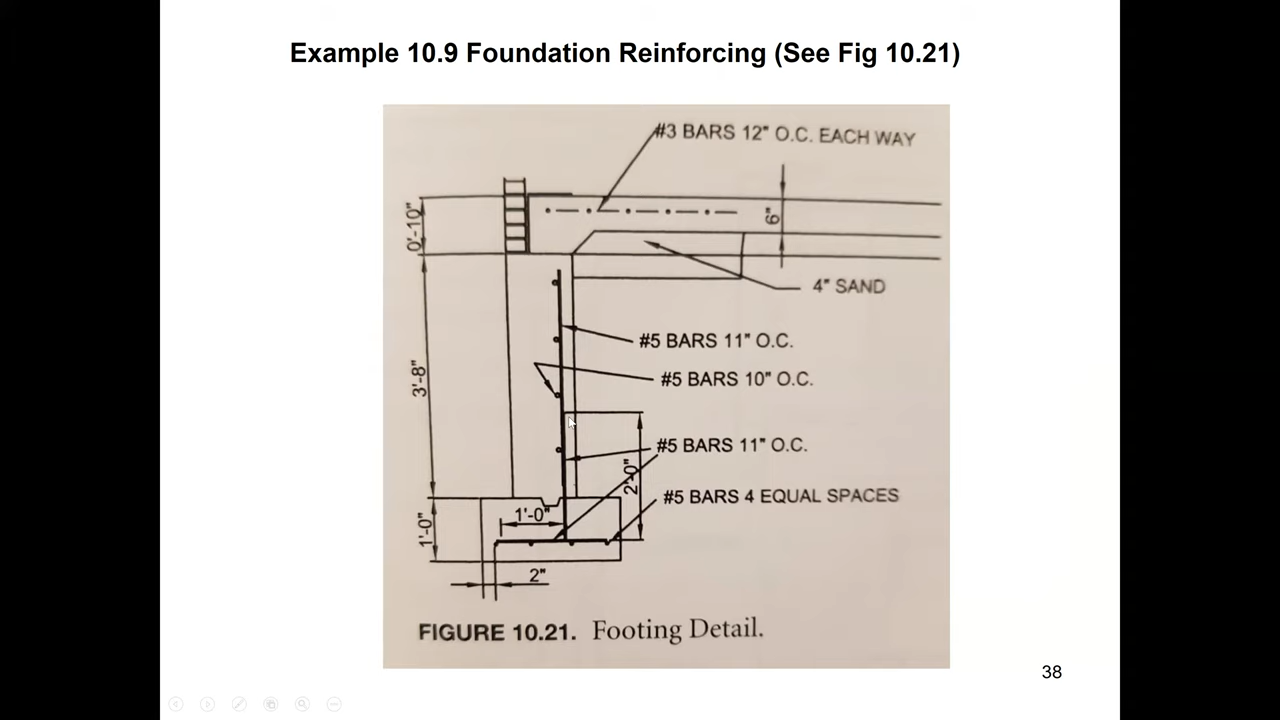 Example 10.9 Foundation Reinforcing (See Fig 10.21)
#3 BARS 12" O.C. EACH WAY
0'-10"
6"
4" SAND
#5 BARS 11" O.C.
3'-8"
#5 BARS 10" O.C.
#5 BARS 11" O.C.
2'-0"
#5 BARS 4 EQUAL SPACES
1'-0"
1'-0"
2"
FIGURE 10.21. Footing Detail.
38